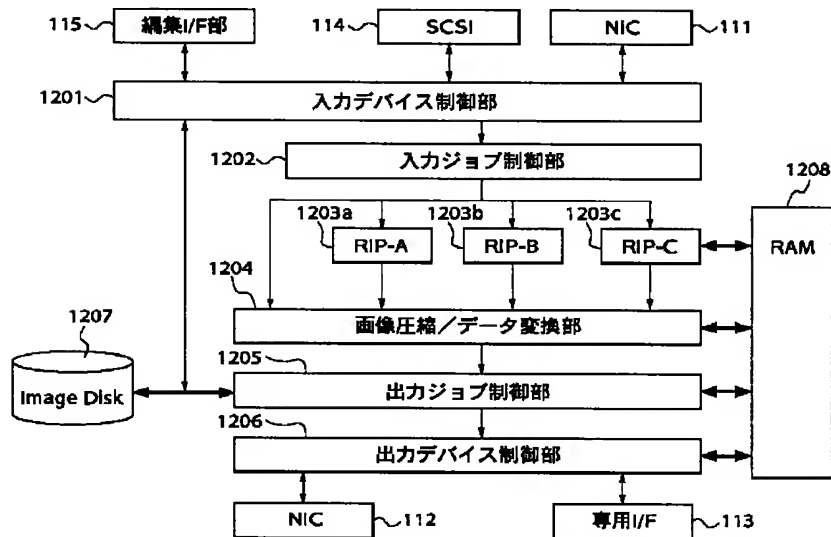 115 編集I/F部
114 SCSI
NIC 111
1201 入力デバイス制御部
1202 入力ジョブ制御部
1208
RAM
1203a 1203b 1203c
RIP-A RIP-B RIP-C
1204
画像圧縮／データ変換部
1207
Image Disk
1205
出力ジョブ制御部
1206
出力デバイス制御部
NIC 112
専用I/F 113